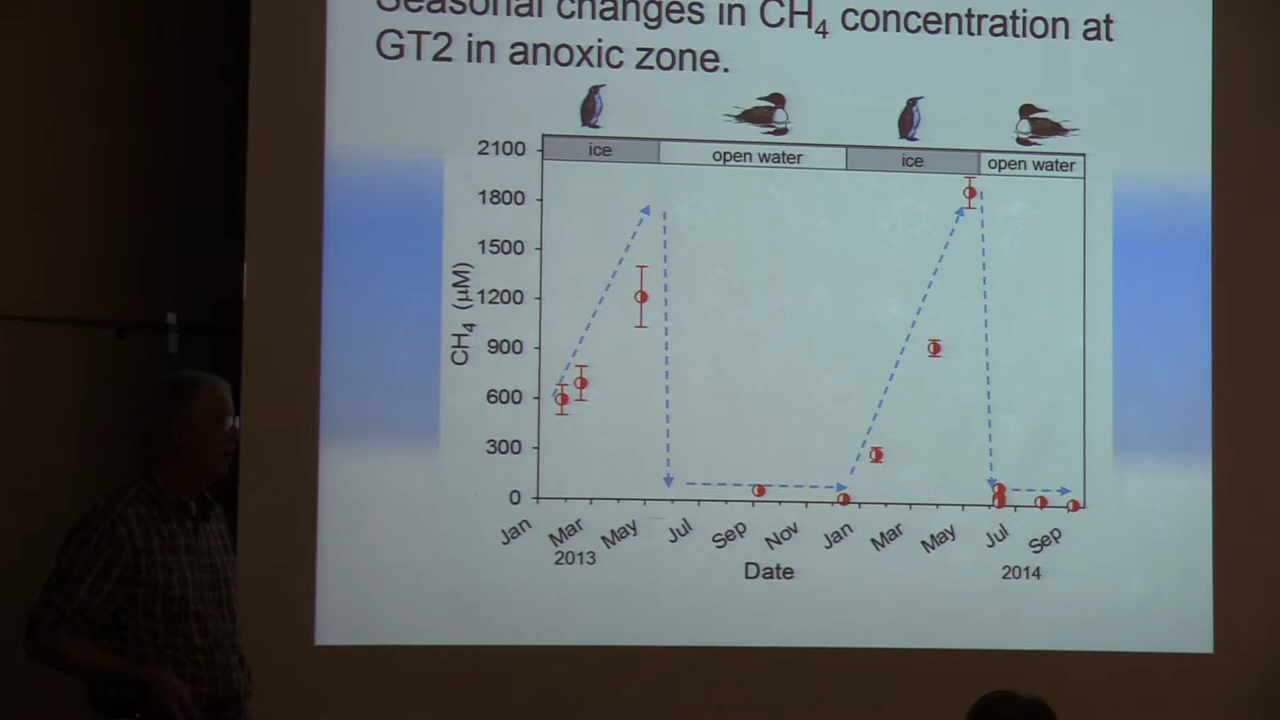 Seasonal changes in CH₄ concentration at
GT2 in anoxic zone.
ice
open water
ice
open water
2100
1800
1500
1200
900
600
300
0
CH₄ (µM)
Jan
Mar
May
Jul
Sep
Nov
Jan
Mar
May
Jul
Sep
2013
2014
Date